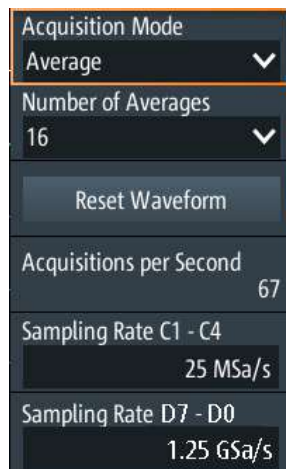 Acquisition Mode
Average
Number of Averages
16
Reset Waveform
Acquisitions per Second
67
Sampling Rate C1 - C4
25 MSa/s
Sampling Rate D7 - D0
1.25 GSa/s